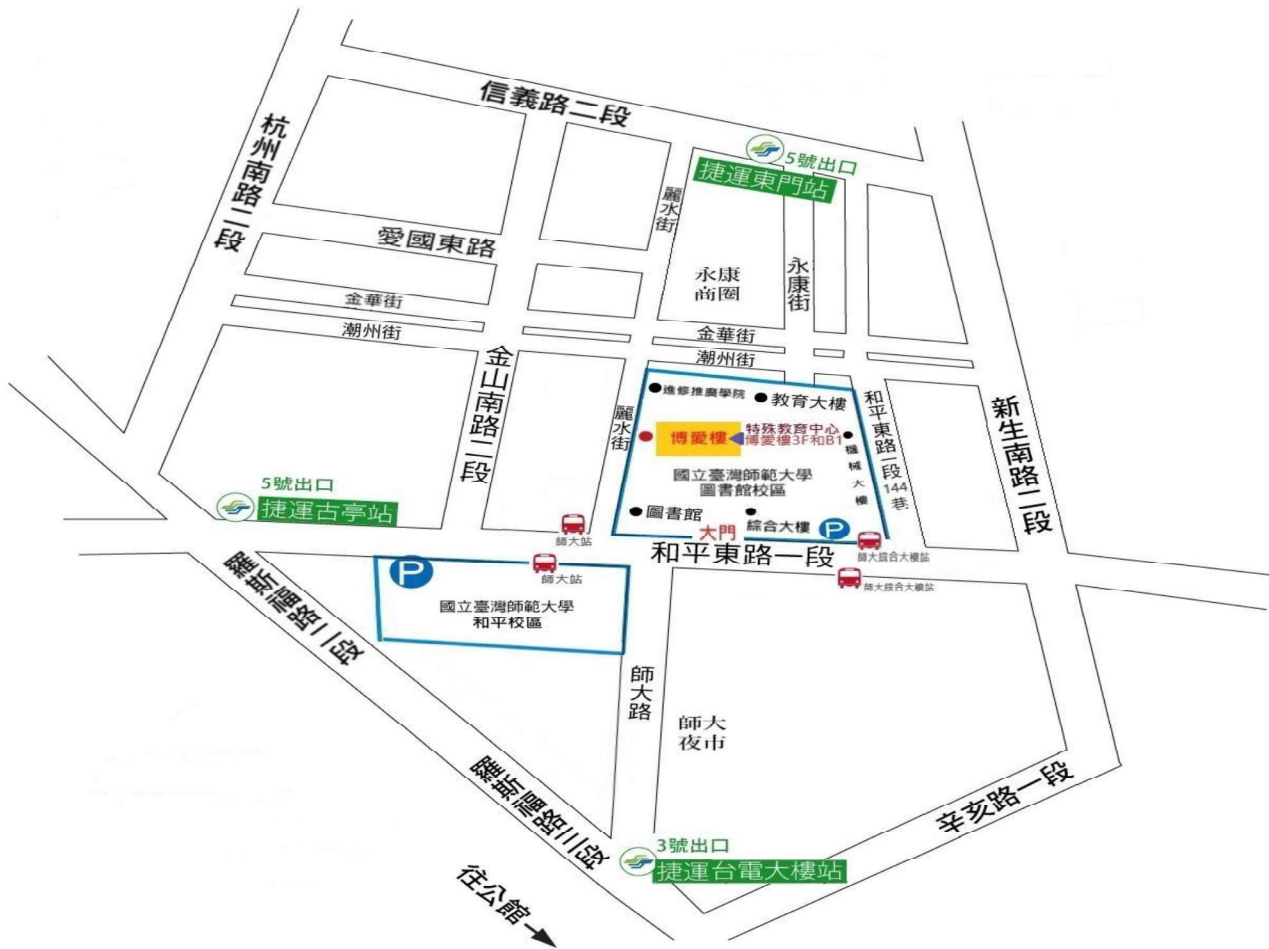 信義路二段
杭州南路二段
5號出口
捷運東門站
麗水街
愛國東路
永康
商圈
永康街
金華街
金華街
潮州街
潮州街
金山南路二段
進修推廣學院
教育大樓
麗水街
博愛樓
特殊教育中心
博愛樓3F和B1
機械大樓
和平東路一段144巷
新生南路二段
國立臺灣師範大學
圖書館校區
5號出口
捷運古亭站
圖書館
綜合大樓
P
大門
師大站
和平東路一段
師大綜合大樓站
師大站
師大綜合大樓站
P
國立臺灣師範大學
和平校區
羅斯福路二段
師大路
師大
夜市
羅斯福路三段
辛亥路一段
3號出口
捷運台電大樓站
往公館